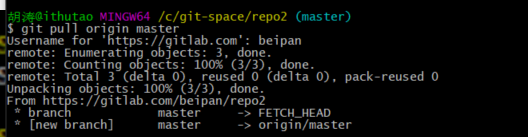 胡涛@ithutao MINGW64 /c/git-space/repo2 (master)
$ git pull origin master
Username for 'https://gitlab.com': beipan
remote: Enumerating objects: 3, done.
remote: Counting objects: 100% (3/3), done.
remote: Total 3 (delta 0), reused 0 (delta 0), pack-reused 0
Unpacking objects: 100% (3/3), done.
From https://gitlab.com/beipan/repo2
 * branch            master     -> FETCH_HEAD
 * [new branch]      master     -> origin/master